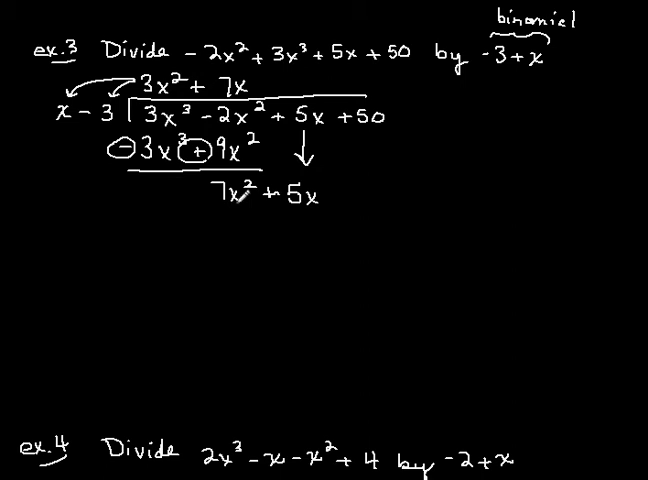 binomial
ex.3 Divide -2x² + 3x³ + 5x + 50 by -3 + x
3x² + 7x
x - 3 3x³ - 2x² + 5x + 50
- 3x³ + 9x²
7x² + 5x
ex.4 Divide 2x³ - x - x² + 4 by -2 + x